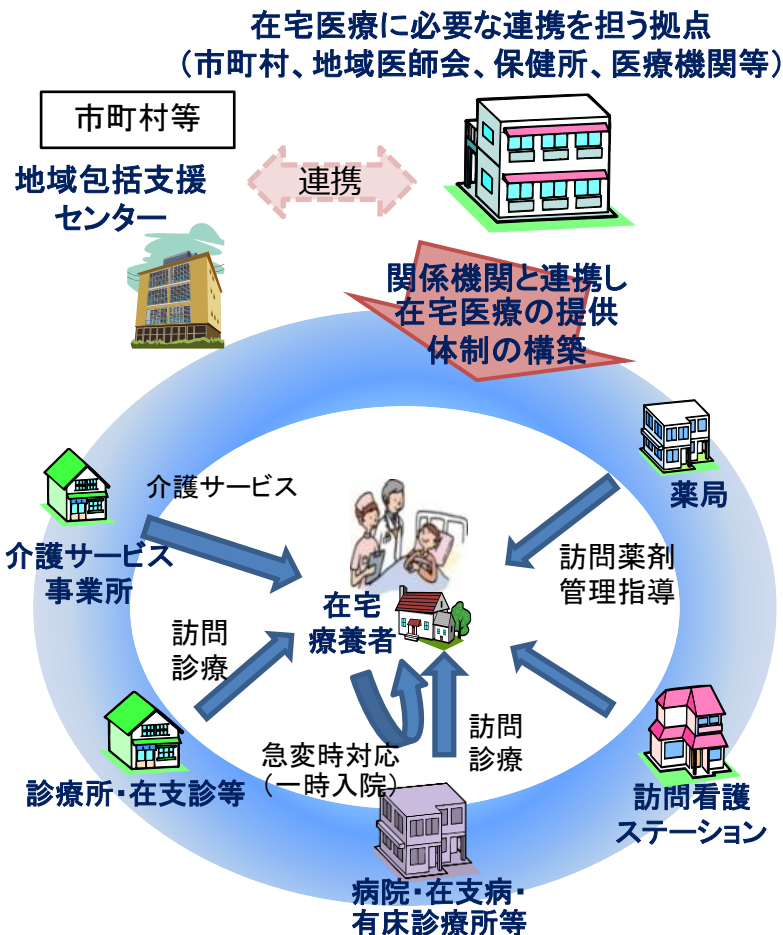 在宅医療に必要な連携を担う拠点
（市町村、地域医師会、保健所、医療機関等）
市町村等
地域包括支援
センター
連携
関係機関と連携し
在宅医療の提供
体制の構築
薬局
介護サービス
介護サービス
事業所
訪問薬剤
管理指導
在宅
療養者
訪問
診療
訪問
診療
急変時対応
（一時入院）
診療所・在支診等
訪問看護
ステーション
病院・在支病・
有床診療所等